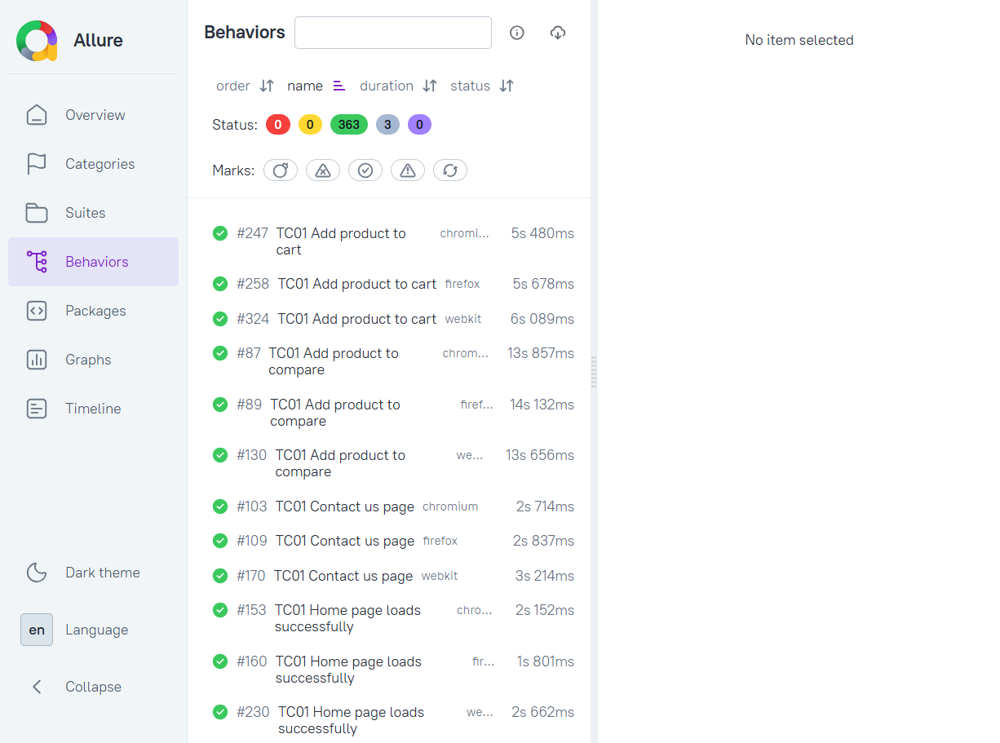 Allure
Overview
Categories
Suites
Behaviors
Packages
Graphs
Timeline
Dark theme
en Language
Collapse
Behaviors
order name duration status
Status: 0 0 363 3 0
Marks:
#247 TC01 Add product to chromi... 5s 480ms
cart
#258 TC01 Add product to cart firefox 5s 678ms
#324 TC01 Add product to cart webkit 6s 089ms
#87 TC01 Add product to chrom... 13s 857ms
compare
#89 TC01 Add product to firef... 14s 132ms
compare
#130 TC01 Add product to we... 13s 656ms
compare
#103 TC01 Contact us page chromium 2s 714ms
#109 TC01 Contact us page firefox 2s 837ms
#170 TC01 Contact us page webkit 3s 214ms
#153 TC01 Home page loads chro... 2s 152ms
successfully
#160 TC01 Home page loads fir... 1s 801ms
successfully
#230 TC01 Home page loads we... 2s 662ms
successfully
No item selected